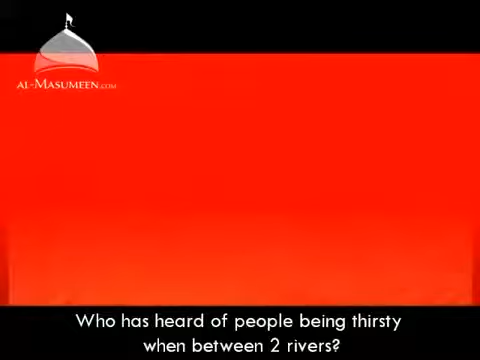 AL-MASUMEEN.COM
Who has heard of people being thirsty
when between 2 rivers?